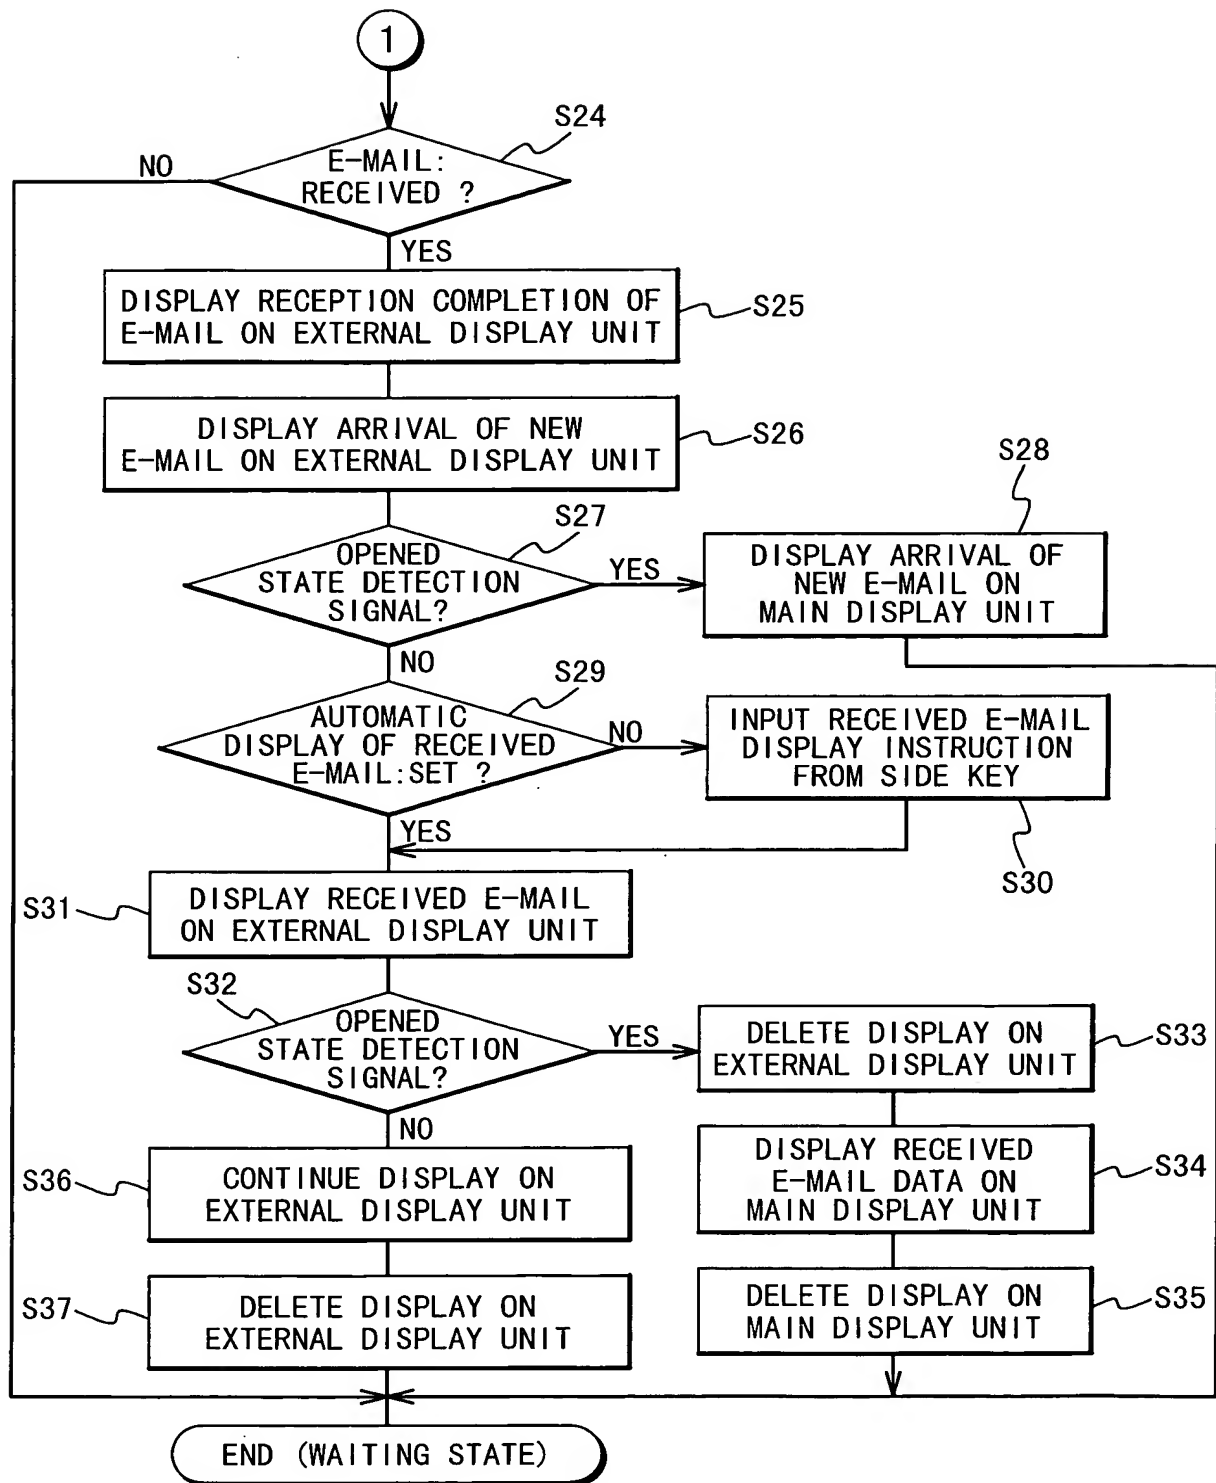 1
S24
NO
E-MAIL:
RECEIVED ?
YES
DISPLAY RECEPTION COMPLETION OF
E-MAIL ON EXTERNAL DISPLAY UNIT
S25
DISPLAY ARRIVAL OF NEW
E-MAIL ON EXTERNAL DISPLAY UNIT
S26
S27
OPENED
STATE DETECTION
SIGNAL?
YES
S28
DISPLAY ARRIVAL OF
NEW E-MAIL ON
MAIN DISPLAY UNIT
NO
S29
AUTOMATIC
DISPLAY OF RECEIVED
E-MAIL:SET ?
NO
INPUT RECEIVED E-MAIL
DISPLAY INSTRUCTION
FROM SIDE KEY
S30
YES
S31
DISPLAY RECEIVED E-MAIL
ON EXTERNAL DISPLAY UNIT
S32
OPENED
STATE DETECTION
SIGNAL?
YES
DELETE DISPLAY ON
EXTERNAL DISPLAY UNIT
S33
NO
DISPLAY RECEIVED
E-MAIL DATA ON
MAIN DISPLAY UNIT
S34
S36
CONTINUE DISPLAY ON
EXTERNAL DISPLAY UNIT
DELETE DISPLAY ON
MAIN DISPLAY UNIT
S35
S37
DELETE DISPLAY ON
EXTERNAL DISPLAY UNIT
END (WAITING STATE)